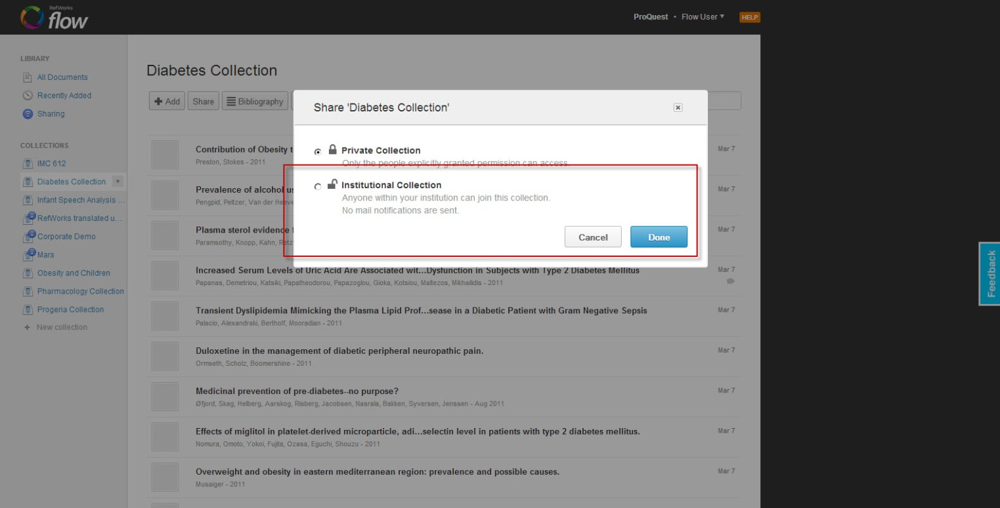 RefWorks
flow
ProQuest • Flow User
HELP
LIBRARY
All Documents
Recently Added
Sharing
COLLECTIONS
IMC 612
Diabetes Collection
Infant Speech Analysis ...
RefWorks translated u...
Corporate Demo
Mars
Obesity and Children
Pharmacology Collection
Progeria Collection
+ New collection
Diabetes Collection
Add
Share
Bibliography
Share 'Diabetes Collection'
Private Collection
Only the people explicitly granted permission can access.
Institutional Collection
Anyone within your institution can join this collection.
No mail notifications are sent.
Cancel
Done
Contribution of Obesity t
Mar 7
Preston, Stokes - 2011
Prevalence of alcohol us
Mar 7
Pengpid, Peltzer, Van der Heeve
Plasma sterol evidence
Mar 7
Paramsothy, Knopp, Kahn, Retz
Increased Serum Levels of Uric Acid Are Associated wit...Dysfunction in Subjects with Type 2 Diabetes Mellitus
Mar 7
Papanas, Demetriou, Katsiki, Papatheodorou, Papazoglou, Gioka, Kotsiou, Maltezos, Mikhailidis - 2011
Transient Dyslipidemia Mimicking the Plasma Lipid Prof...sease in a Diabetic Patient with Gram Negative Sepsis
Mar 7
Palacio, Alexandraki, Bertholf, Mooradian - 2011
Duloxetine in the management of diabetic peripheral neuropathic pain.
Mar 7
Ormseth, Scholz, Boomershine - 2011
Medicinal prevention of pre-diabetes--no purpose?
Mar 7
Øfjord, Skag, Helberg, Aarskog, Risberg, Jacobsen, Nasrala, Bakken, Syversen, Jenssen - Aug 2011
Effects of miglitol in platelet-derived microparticle, adi...selectin level in patients with type 2 diabetes mellitus.
Mar 7
Nomura, Omoto, Yokoi, Fujita, Ozasa, Eguchi, Shouzu - 2011
Overweight and obesity in eastern mediterranean region: prevalence and possible causes.
Mar 7
Musaiger - 2011
Feedback